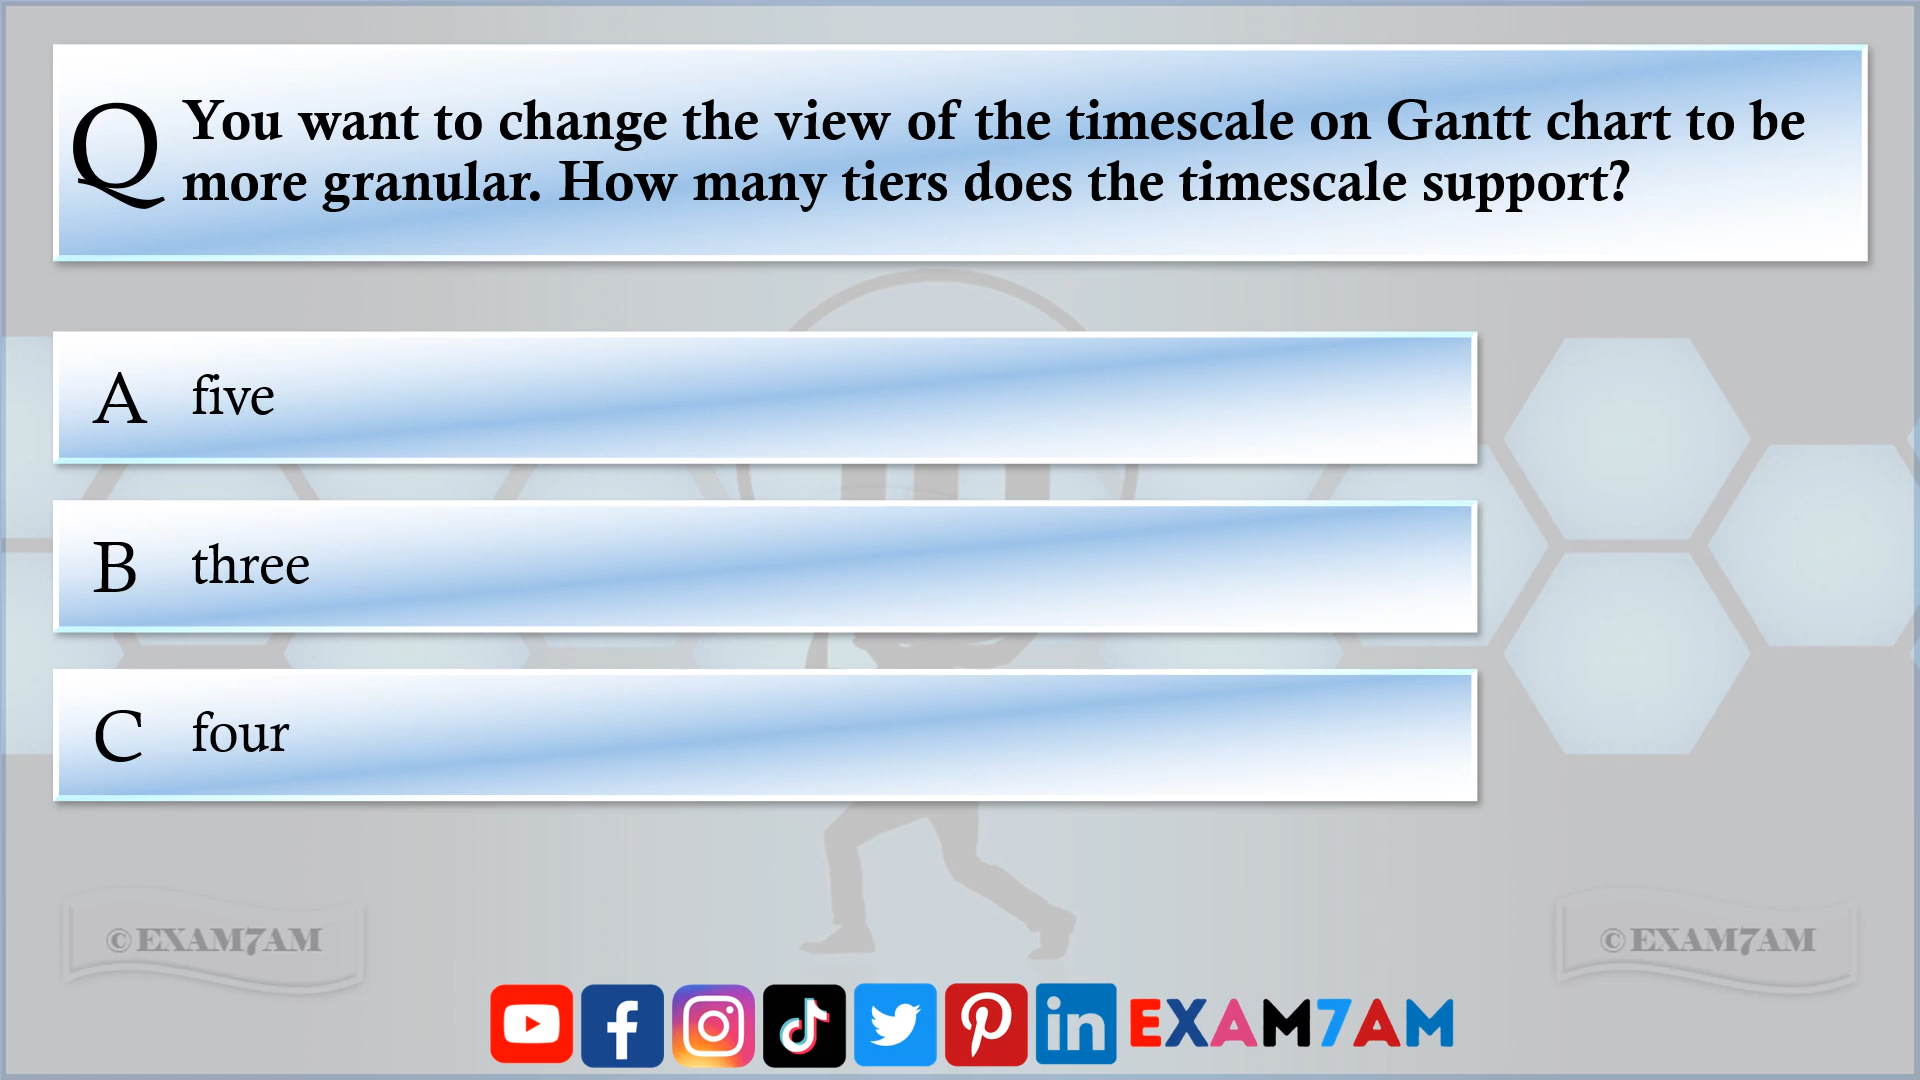 Q You want to change the view of the timescale on Gantt chart to be
more granular. How many tiers does the timescale support?
A five
B three
C four
©EXAM7AM
©EXAM7AM
EXAM7AM